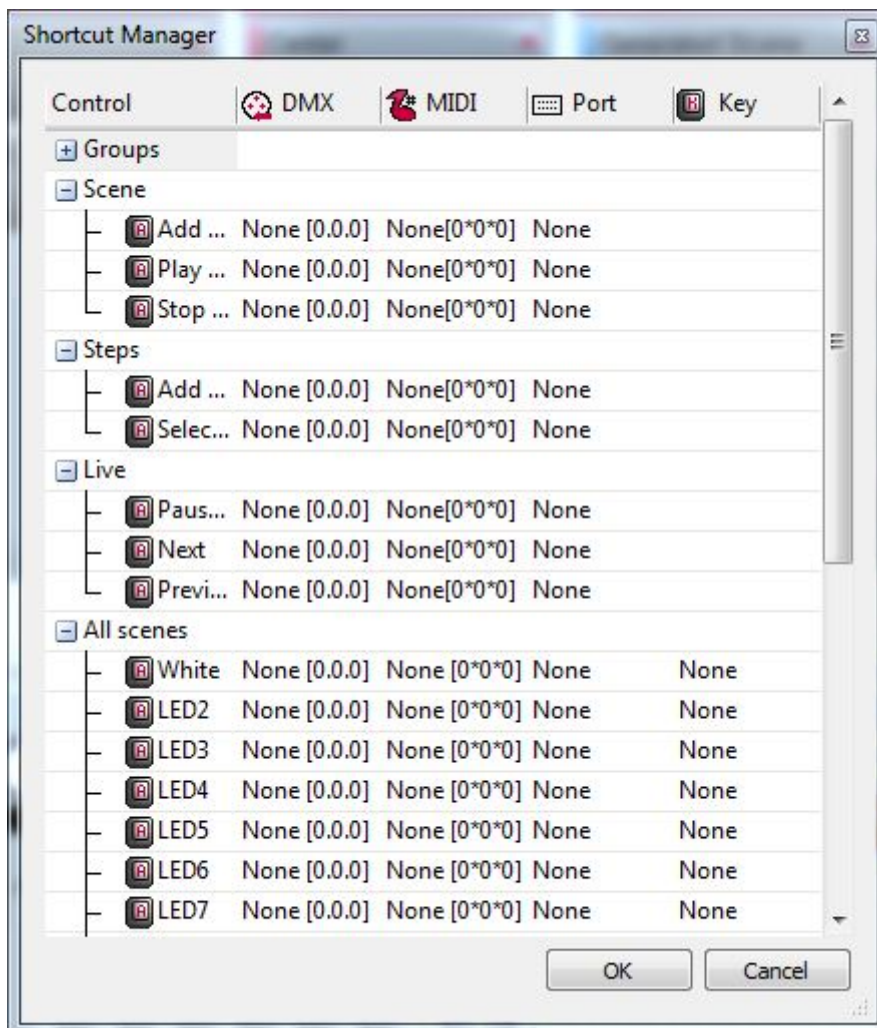 Shortcut Manager
Control DMX MIDI Port Key
Groups
Scene
Add ... None [0.0.0] None[0*0*0] None
Play ... None [0.0.0] None[0*0*0] None
Stop ... None [0.0.0] None[0*0*0] None
Steps
Add ... None [0.0.0] None[0*0*0] None
Selec... None [0.0.0] None[0*0*0] None
Live
Paus... None [0.0.0] None[0*0*0] None
Next None [0.0.0] None[0*0*0] None
Previ... None [0.0.0] None[0*0*0] None
All scenes
White None [0.0.0] None [0*0*0] None None
LED2 None [0.0.0] None [0*0*0] None None
LED3 None [0.0.0] None [0*0*0] None None
LED4 None [0.0.0] None [0*0*0] None None
LED5 None [0.0.0] None [0*0*0] None None
LED6 None [0.0.0] None [0*0*0] None None
LED7 None [0.0.0] None [0*0*0] None None
OK Cancel